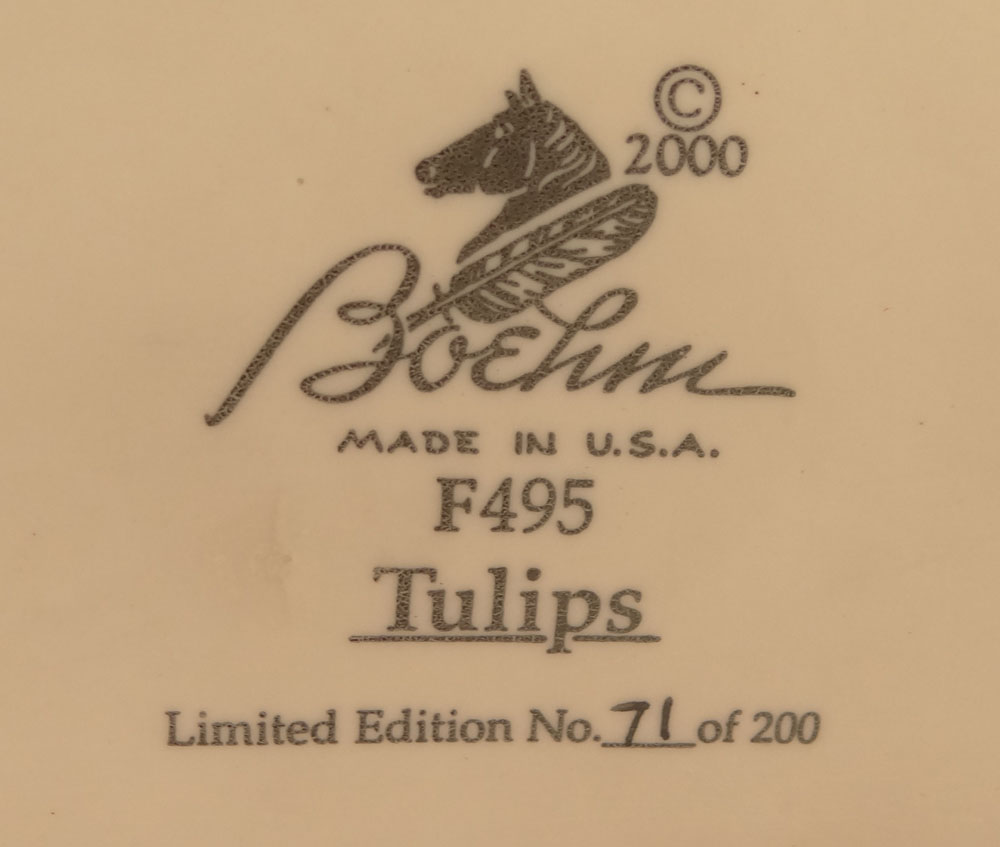 ©
2000
Boehm
MADE IN U.S.A.
F495
Tulips
Limited Edition No. 71 of 200